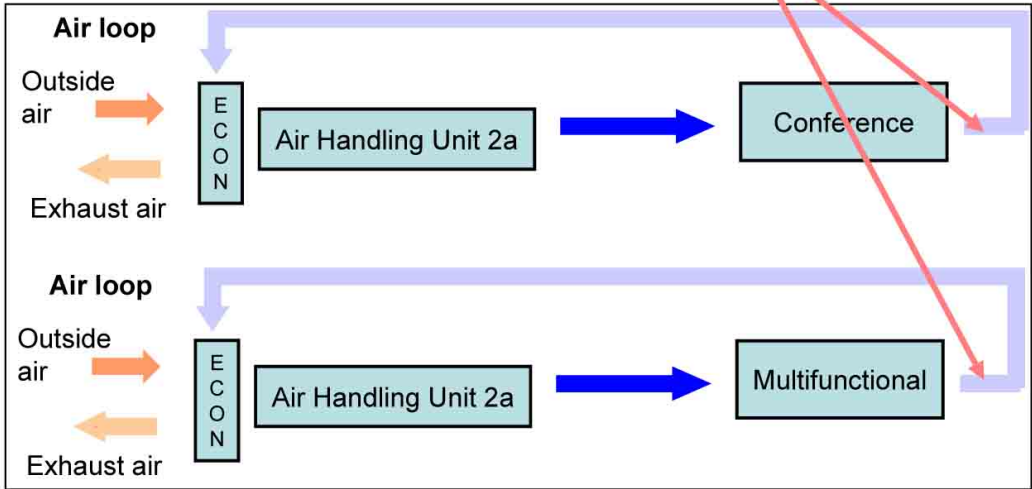 Air loop
Outside
air
E
C
O
N
Air Handling Unit 2a
Conference
Exhaust air
Air loop
Outside
air
E
C
O
N
Air Handling Unit 2a
Multifunctional
Exhaust air